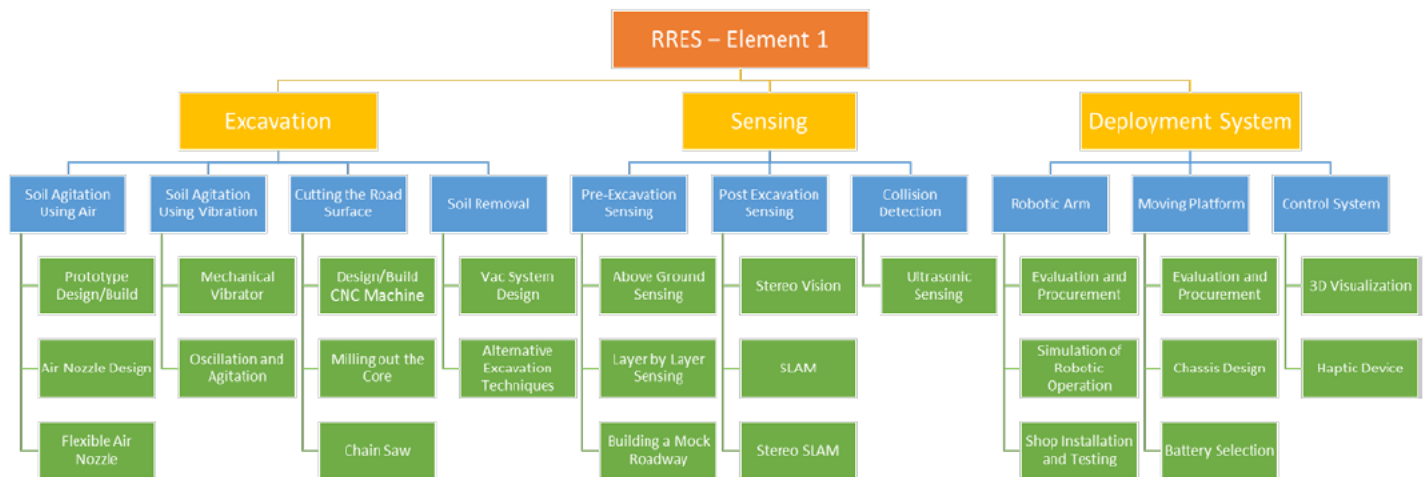 RRES – Element 1
Excavation
Sensing
Deployment System
Soil Agitation
Using Air
Soil Agitation
Using Vibration
Cutting the Road
Surface
Soil Removal
Pre-Excavation
Sensing
Post Excavation
Sensing
Collision
Detection
Robotic Arm
Moving Platform
Control System
Prototype
Design/Build
Mechanical
Vibrator
Design/Build
CNC Machine
Vac System
Design
Above Ground
Sensing
Stereo Vision
Ultrasonic
Sensing
Evaluation and
Procurement
Evaluation and
Procurement
3D Visualization
Air Nozzle Design
Oscillation and
Agitation
Milling out the
Core
Alternative
Excavation
Techniques
Layer by Layer
Sensing
SLAM
Simulation of
Robotic
Operation
Chassis Design
Haptic Device
Flexible Air
Nozzle
Chain Saw
Building a Mock
Roadway
Stereo SLAM
Shop Installation
and Testing
Battery Selection